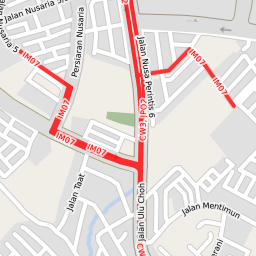 Jalan Nusaria
Persiaran Nusaria
Jalan Nusa Perintis 6
IM07
IM07
IM07
IM07
IM07
IM07
Jalan Taat
Jalan Ulu Choh
Jalan Mentimun